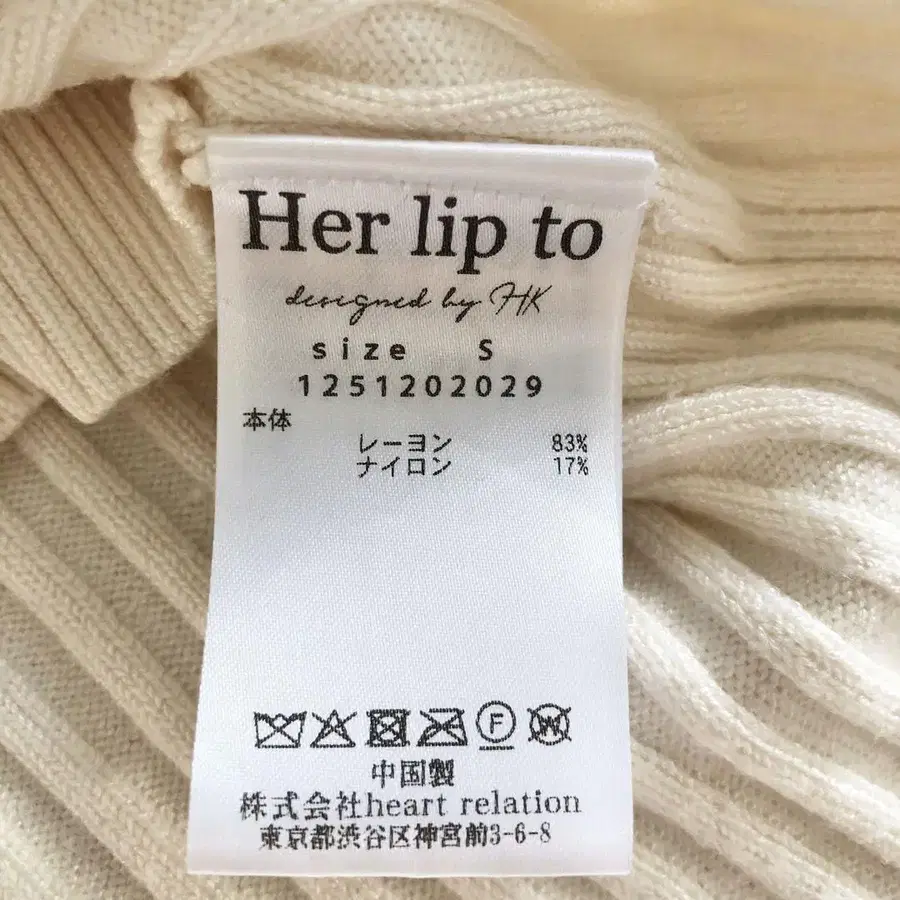 Her lip to
designed by HK
size S
1251202029
本体
レーヨン 83%
ナイロン 17%
F W
中国製
株式会社heart relation
東京都渋谷区神宮前3-6-8